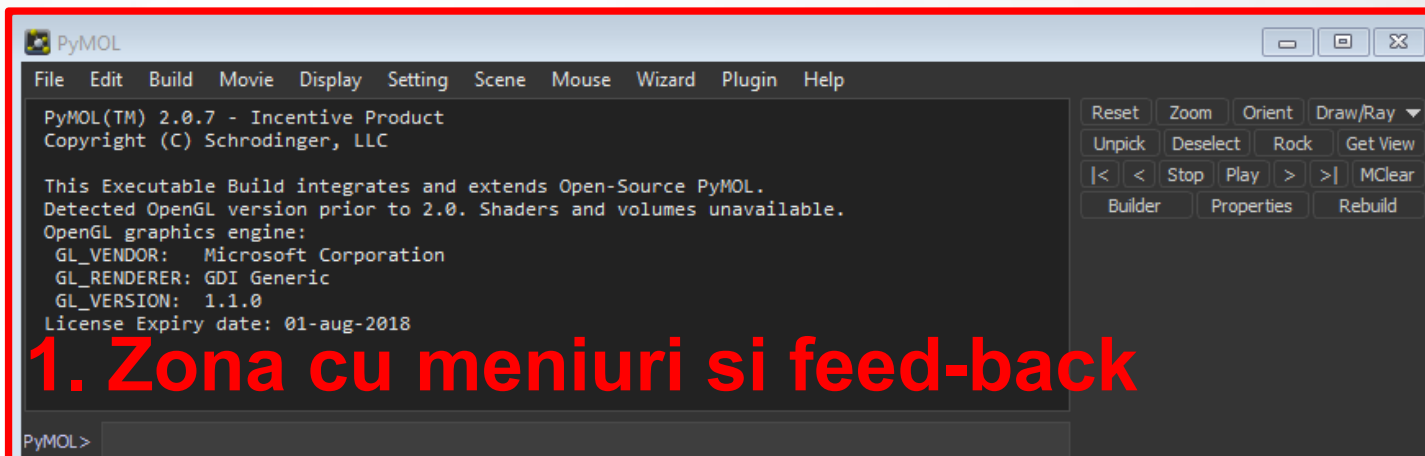 PyMOL
File Edit Build Movie Display Setting Scene Mouse Wizard Plugin Help
PyMOL(TM) 2.0.7 - Incentive Product
Copyright (C) Schrodinger, LLC
This Executable Build integrates and extends Open-Source PyMOL.
Detected OpenGL version prior to 2.0. Shaders and volumes unavailable.
OpenGL graphics engine:
GL_VENDOR: Microsoft Corporation
GL_RENDERER: GDI Generic
GL_VERSION: 1.1.0
License Expiry date: 01-aug-2018
1. Zona cu meniuri si feed-back
PyMOL>
Reset Zoom Orient Draw/Ray
Unpick Deselect Rock Get View
|< < Stop Play > >| MClear
Builder Properties Rebuild